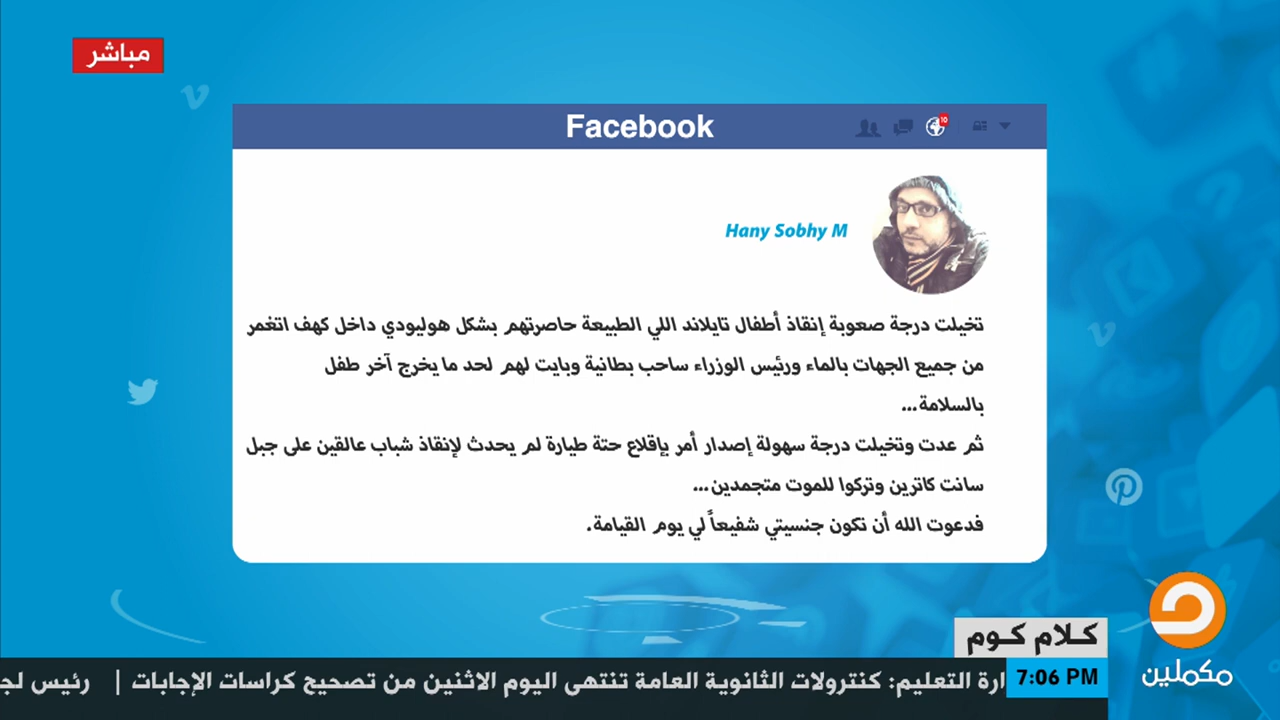 مباشر
Facebook
10
Hany Sobhy M
تخيلت درجة صعوبة إنقاذ أطفال تايلاند اللي الطبيعة حاصرتهم بشكل هوليودي داخل كهف اتغمر
من جميع الجهات بالماء ورئيس الوزراء ساحب بطانية وبايت لهم لحد ما يخرج آخر طفل
بالسلامة...
ثم عدت وتخيلت درجة سهولة إصدار أمر بإقلاع حتة طيارة لم يحدث لإنقاذ شباب عالقين على جبل
سانت كاترين وتركوا للموت متجمدين...
فدعوت الله أن تكون جنسيتي شفيعاً لي يوم القيامة.
كلام كوم
7:06 PM
ارة التعليم: كنترولات الثانوية العامة تنتهى اليوم الاثنين من تصحيح كراسات الإجابات | رئيس لج
مكملين